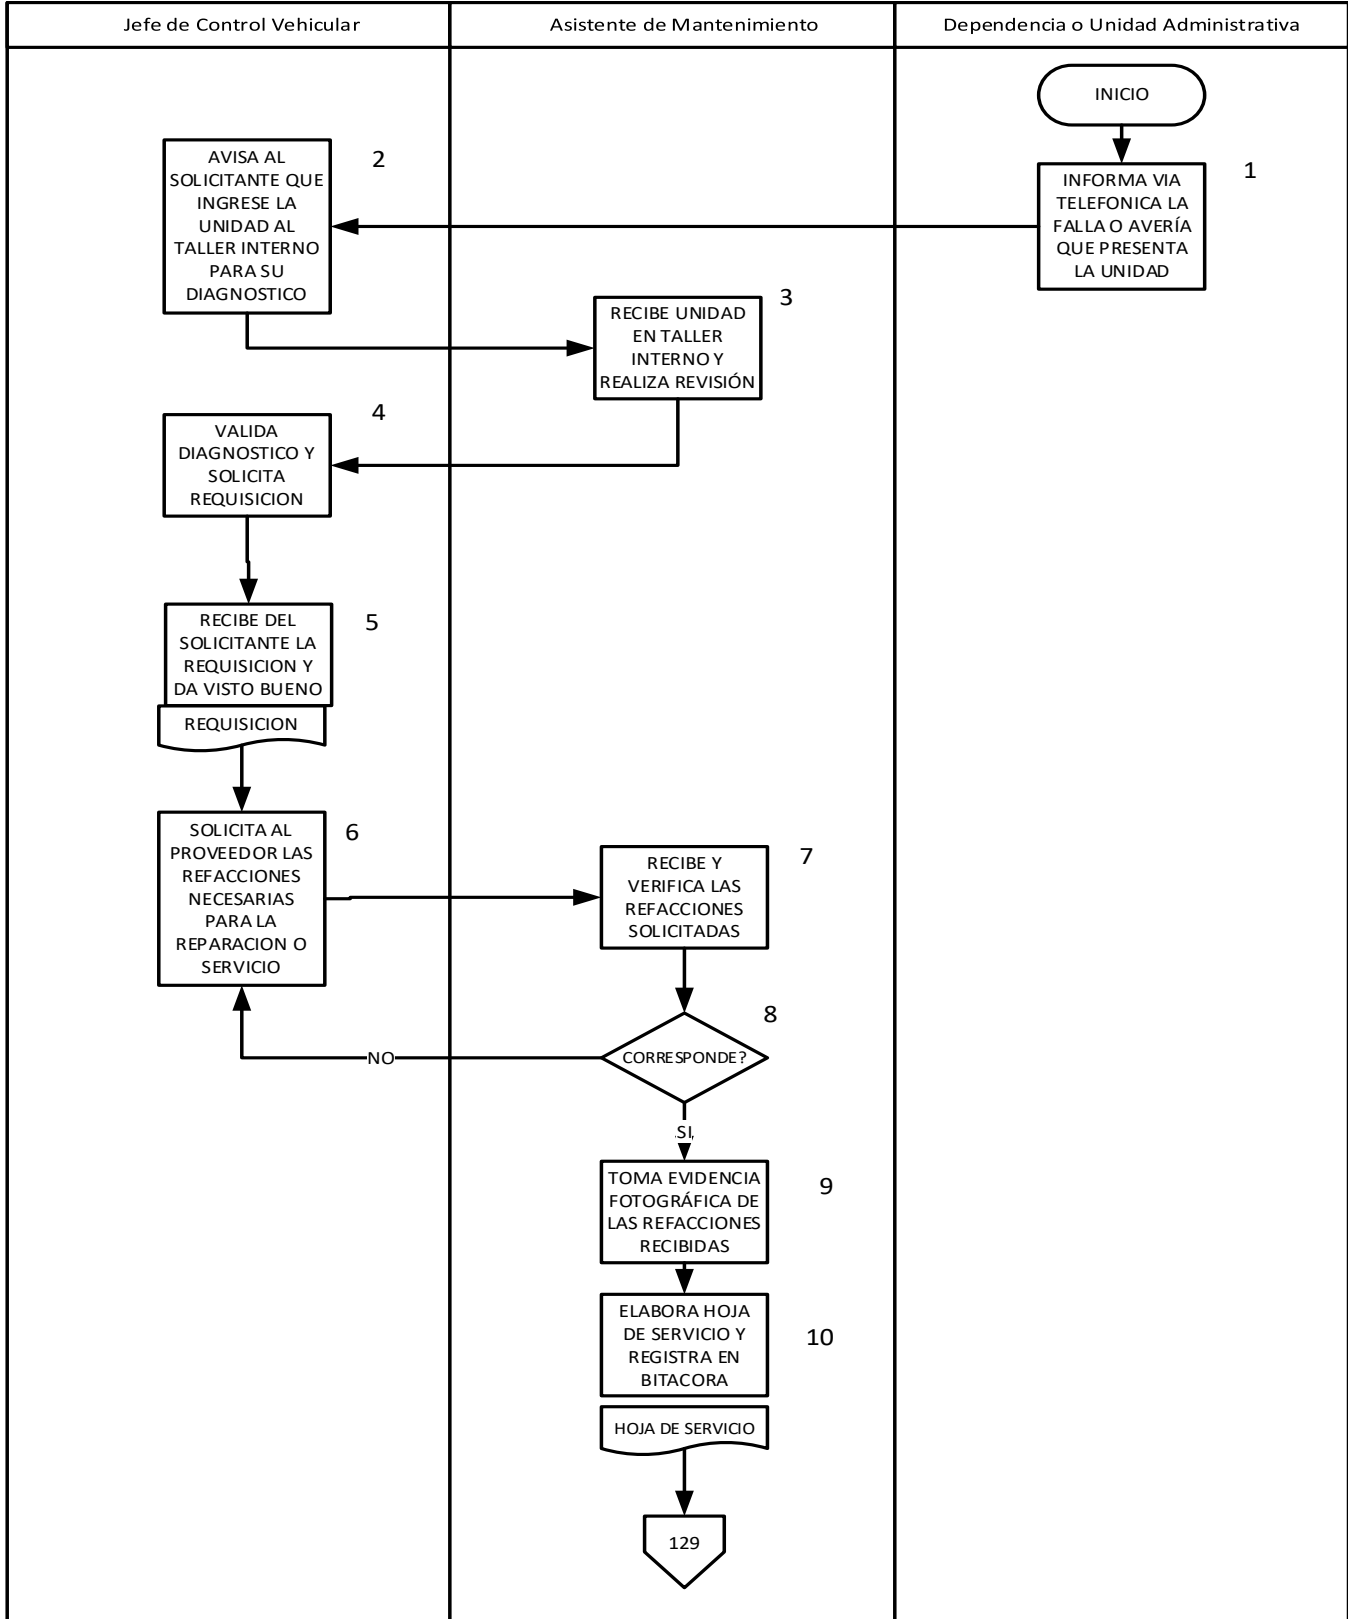 Jefe de Control Vehicular
Asistente de Mantenimiento
Dependencia o Unidad Administrativa
INICIO
1
INFORMA VIA
TELEFONICA LA
FALLA O AVERÍA
QUE PRESENTA
LA UNIDAD
2
AVISA AL
SOLICITANTE QUE
INGRESE LA
UNIDAD AL
TALLER INTERNO
PARA SU
DIAGNOSTICO
3
RECIBE UNIDAD
EN TALLER
INTERNO Y
REALIZA REVISIÓN
4
VALIDA
DIAGNOSTICO Y
SOLICITA
REQUISICION
5
RECIBE DEL
SOLICITANTE LA
REQUISICION Y
DA VISTO BUENO
REQUISICION
6
SOLICITA AL
PROVEEDOR LAS
REFACCIONES
NECESARIAS
PARA LA
REPARACION O
SERVICIO
7
RECIBE Y
VERIFICA LAS
REFACCIONES
SOLICITADAS
8
CORRESPONDE?
NO
SI
9
TOMA EVIDENCIA
FOTOGRÁFICA DE
LAS REFACCIONES
RECIBIDAS
10
ELABORA HOJA
DE SERVICIO Y
REGISTRA EN
BITACORA
HOJA DE SERVICIO
129